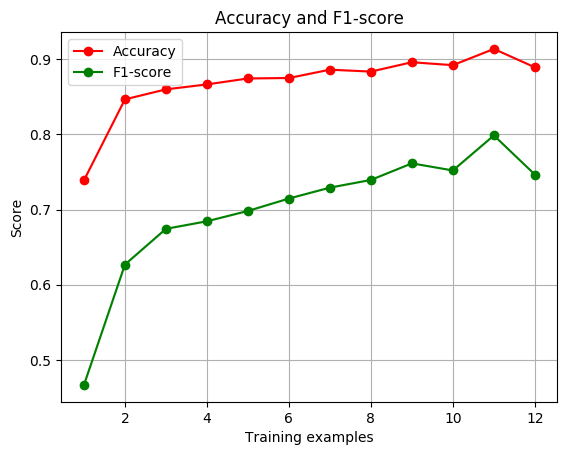 Accuracy and F1-score
Accuracy
F1-score
Score
0.9
0.8
0.7
0.6
0.5
2 4 6 8 10 12
Training examples